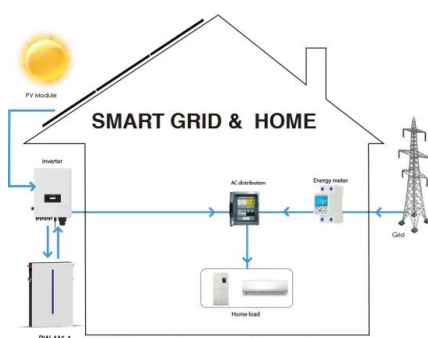 PV Module
SMART GRID & HOME
inverter
AC distribution
Energy meter
Grid
Home load